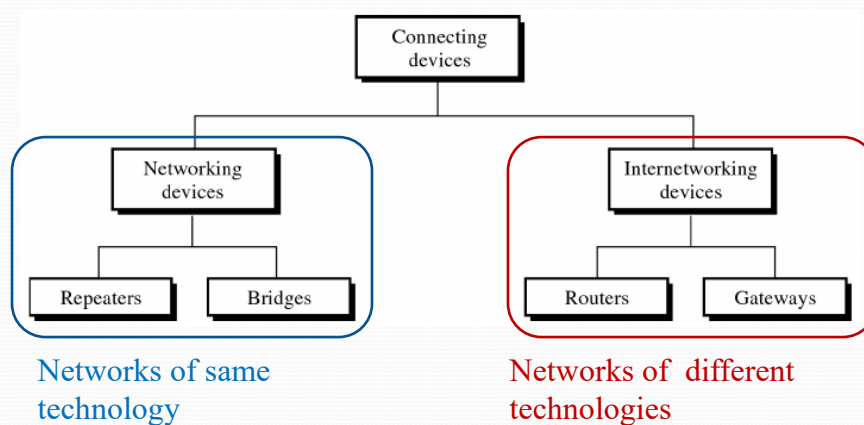 Connecting
devices
Networking
devices
Internetworking
devices
Repeaters
Bridges
Routers
Gateways
Networks of same
technology
Networks of different
technologies